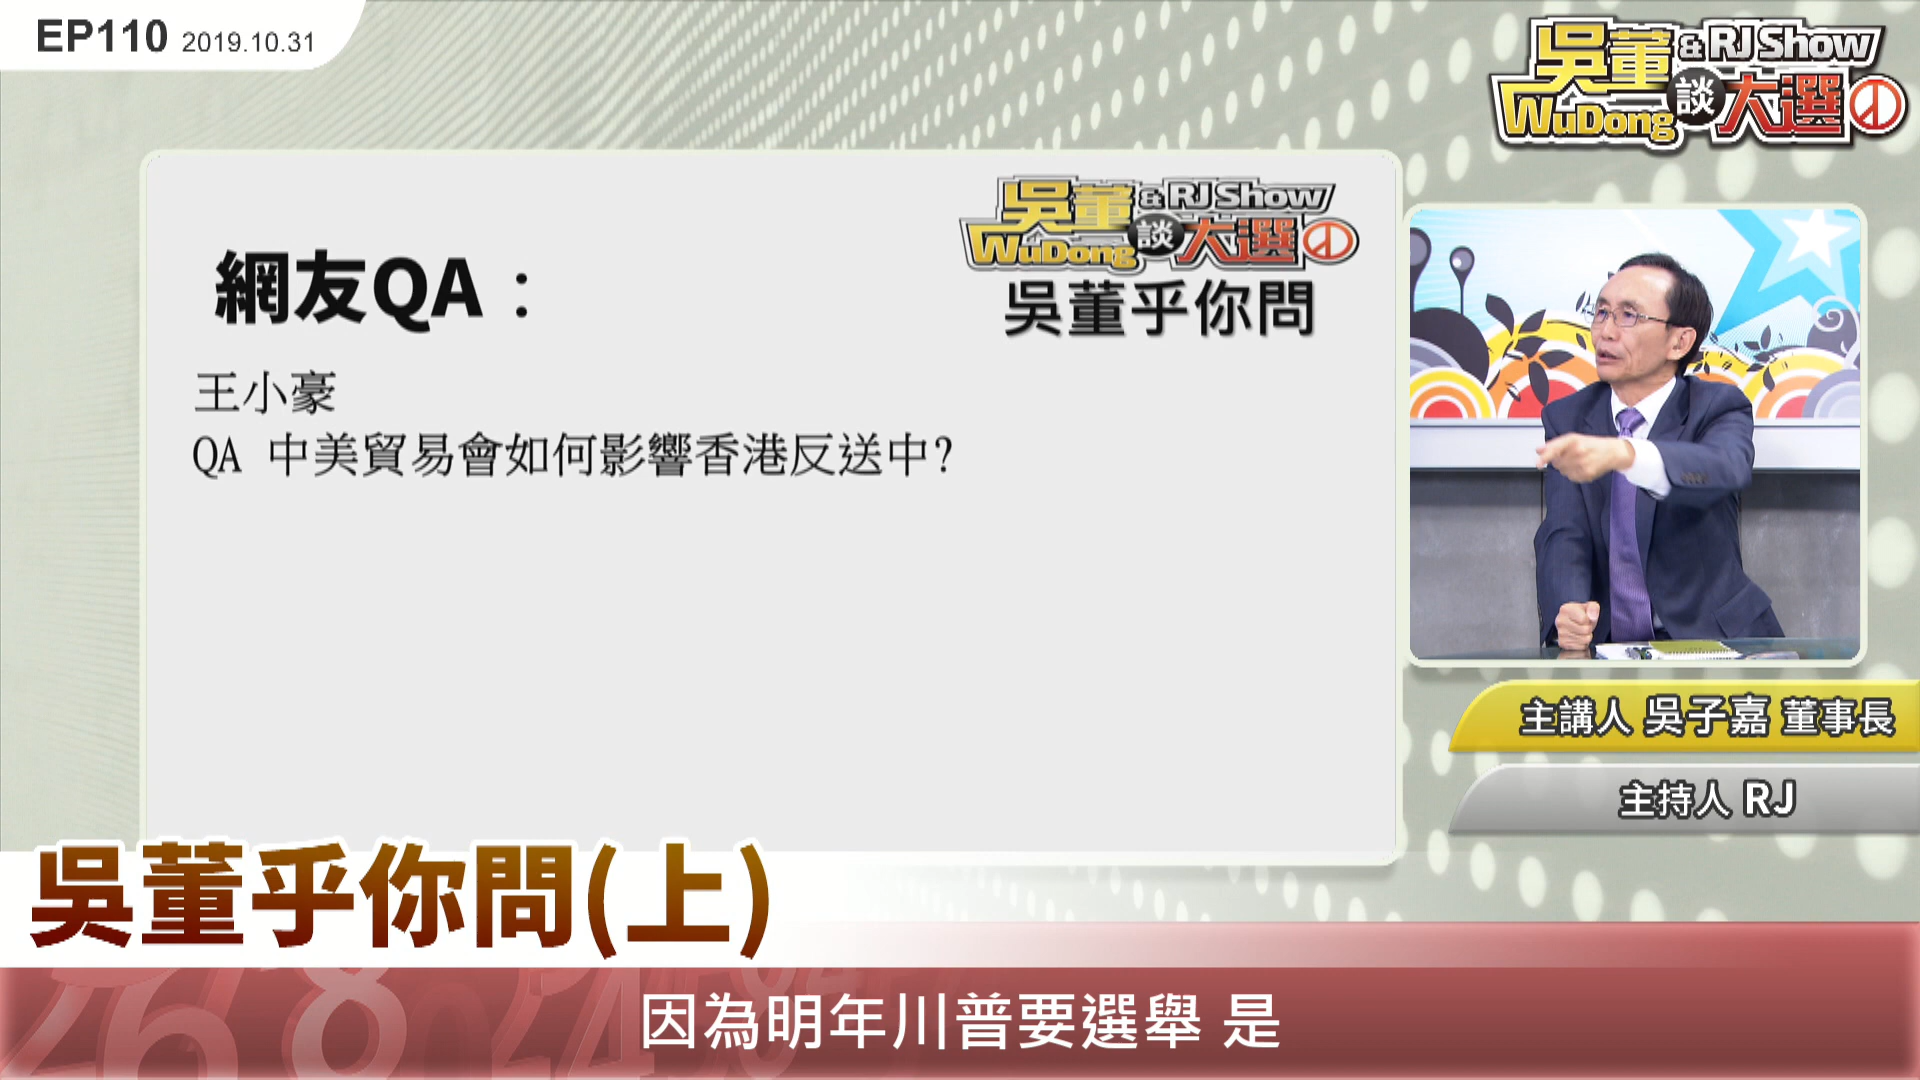 EP110 2019.10.31
吳董 & RJ Show
WuDong 談 大選
吳董 & RJ Show
WuDong 談 大選
吳董乎你問
網友QA：
王小豪
QA 中美貿易會如何影響香港反送中?
主講人 吳子嘉 董事長
主持人 RJ
吳董乎你問(上)
因為明年川普要選舉 是